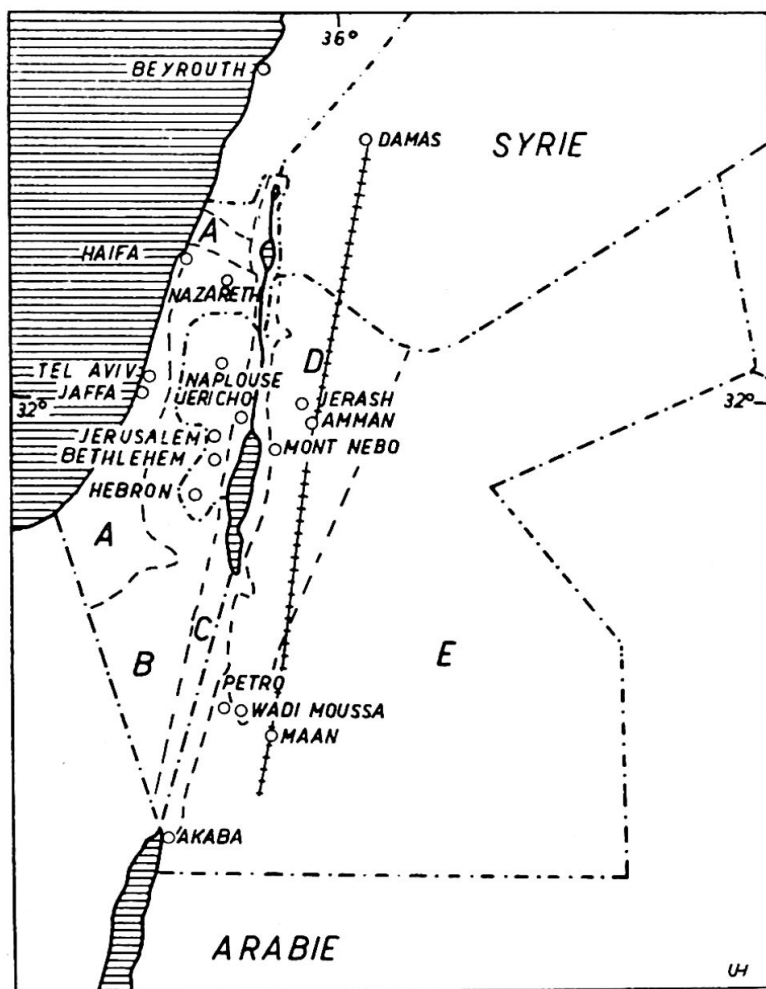 36°
BEYROUTH
DAMAS
SYRIE
A
HAIFA
NAZARETH
D
TEL AVIV
NAPLOUSE
JAFFA
JERICHO
JERASH
32°
32°
AMMAN
JERUSALEM
MONT NEBO
BETHLEHEM
HEBRON
A
C
B
E
PETRO
WADI MOUSSA
MAAN
AKABA
ARABIE
UH